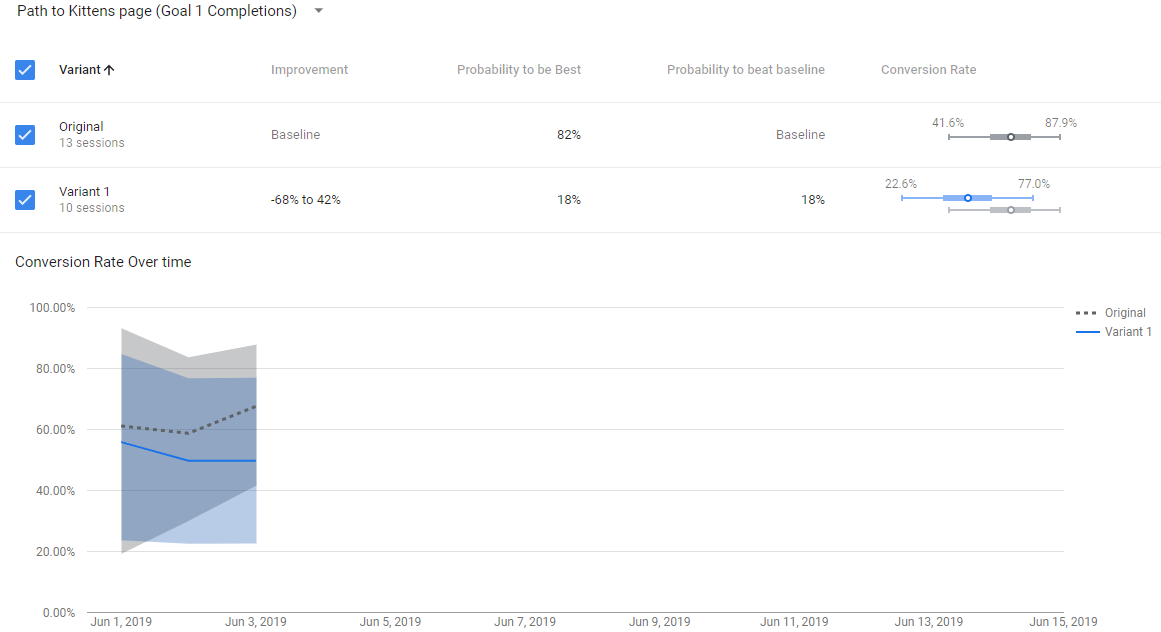 Path to Kittens page (Goal 1 Completions)
Variant Improvement Probability to be Best Probability to beat baseline Conversion Rate
Original
13 sessions
Baseline 82% Baseline 41.6% 87.9%
Variant 1
10 sessions
-68% to 42% 18% 18% 22.6% 77.0%
Conversion Rate Over time
100.00%
80.00%
60.00%
40.00%
20.00%
0.00%
Original
Variant 1
Jun 1, 2019 Jun 3, 2019 Jun 5, 2019 Jun 7, 2019 Jun 9, 2019 Jun 11, 2019 Jun 13, 2019 Jun 15, 2019